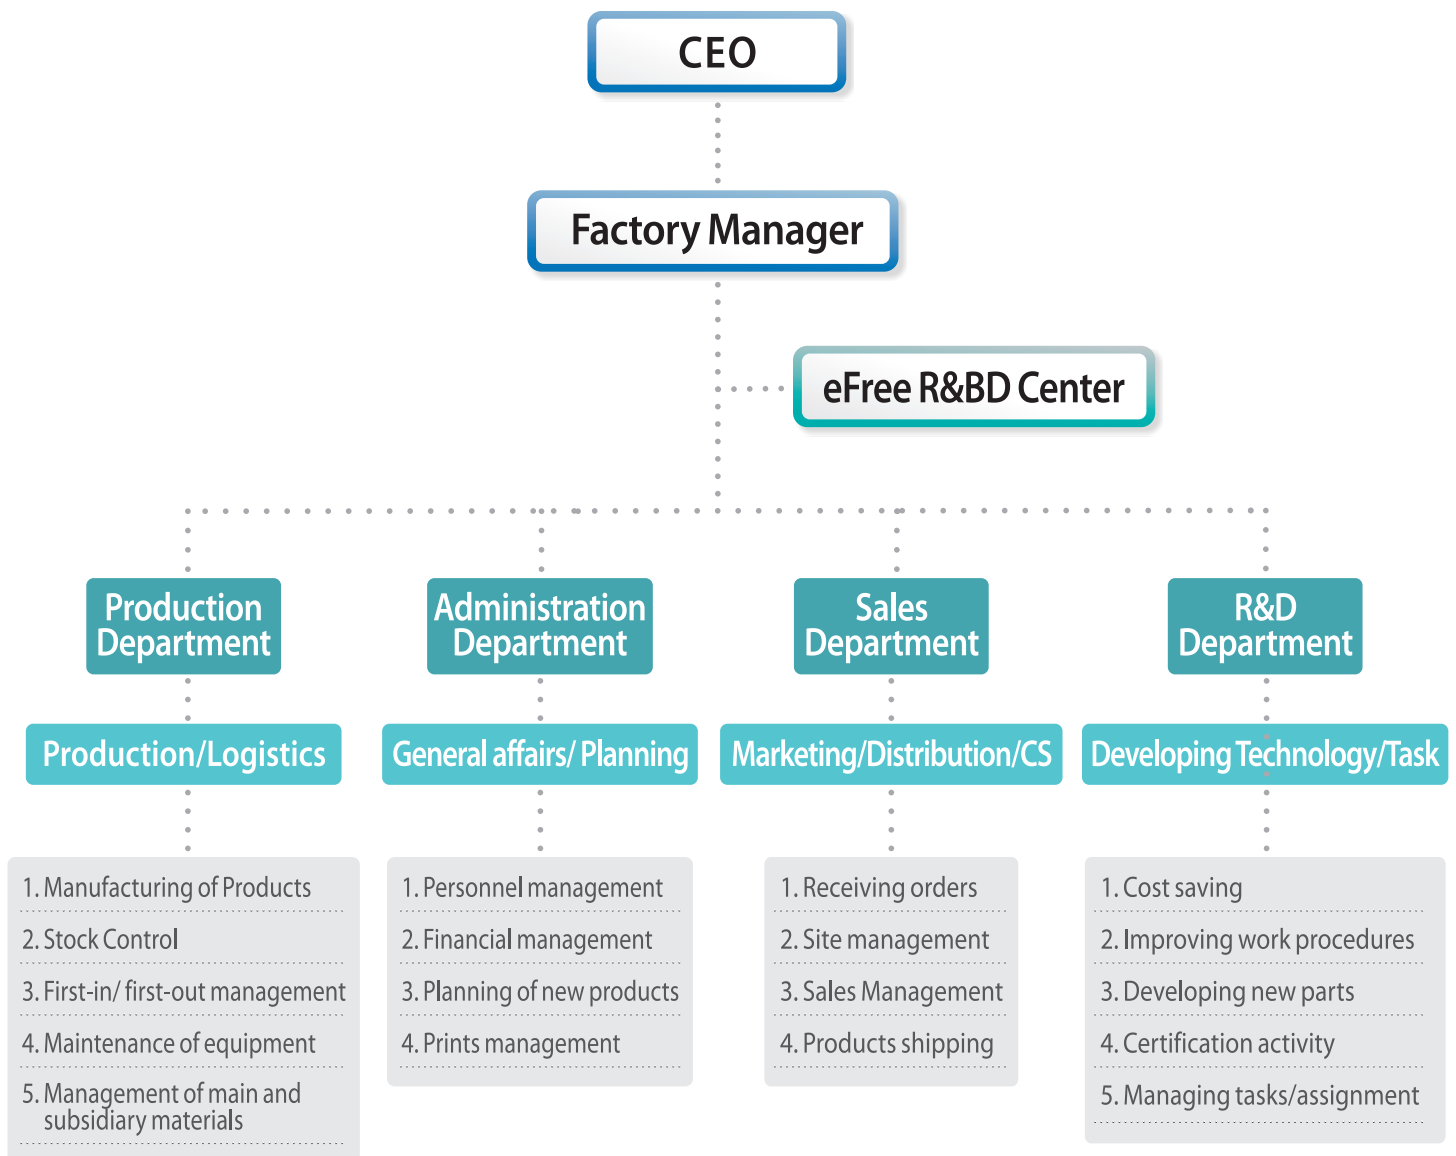 CEO
Factory Manager
eFree R&BD Center
Production
Department
Administration
Department
Sales
Department
R&D
Department
Production/Logistics
General affairs/ Planning
Marketing/Distribution/CS
Developing Technology/Task
1. Manufacturing of Products
2. Stock Control
3. First-in/ first-out management
4. Maintenance of equipment
5. Management of main and
subsidiary materials
1. Personnel management
2. Financial management
3. Planning of new products
4. Prints management
1. Receiving orders
2. Site management
3. Sales Management
4. Products shipping
1. Cost saving
2. Improving work procedures
3. Developing new parts
4. Certification activity
5. Managing tasks/assignment